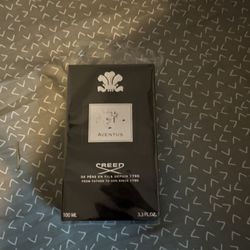 AVENTUS
CREED
DE PÈRE EN FILS DEPUIS 1760
FROM FATHER TO SON SINCE 1760
100 ML
3.3 FL.OZ.